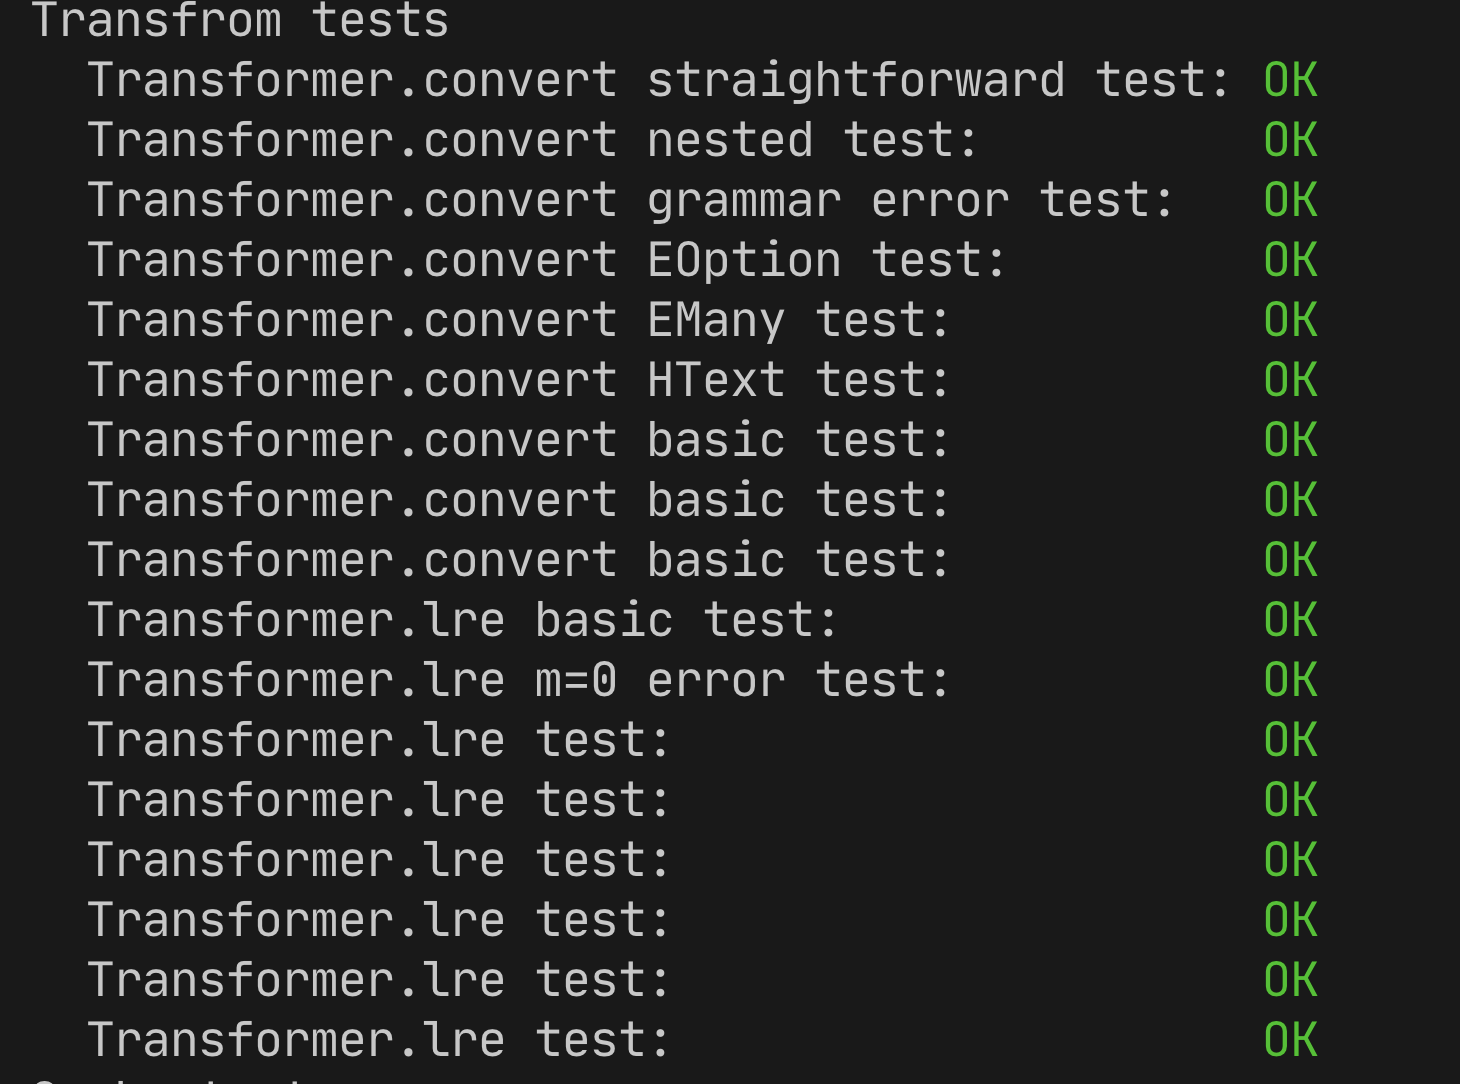 Transfrom tests
Transformer.convert straightforward test: OK
Transformer.convert nested test: OK
Transformer.convert grammar error test: OK
Transformer.convert EOption test: OK
Transformer.convert EMany test: OK
Transformer.convert HText test: OK
Transformer.convert basic test: OK
Transformer.convert basic test: OK
Transformer.convert basic test: OK
Transformer.lre basic test: OK
Transformer.lre m=0 error test: OK
Transformer.lre test: OK
Transformer.lre test: OK
Transformer.lre test: OK
Transformer.lre test: OK
Transformer.lre test: OK
Transformer.lre test: OK